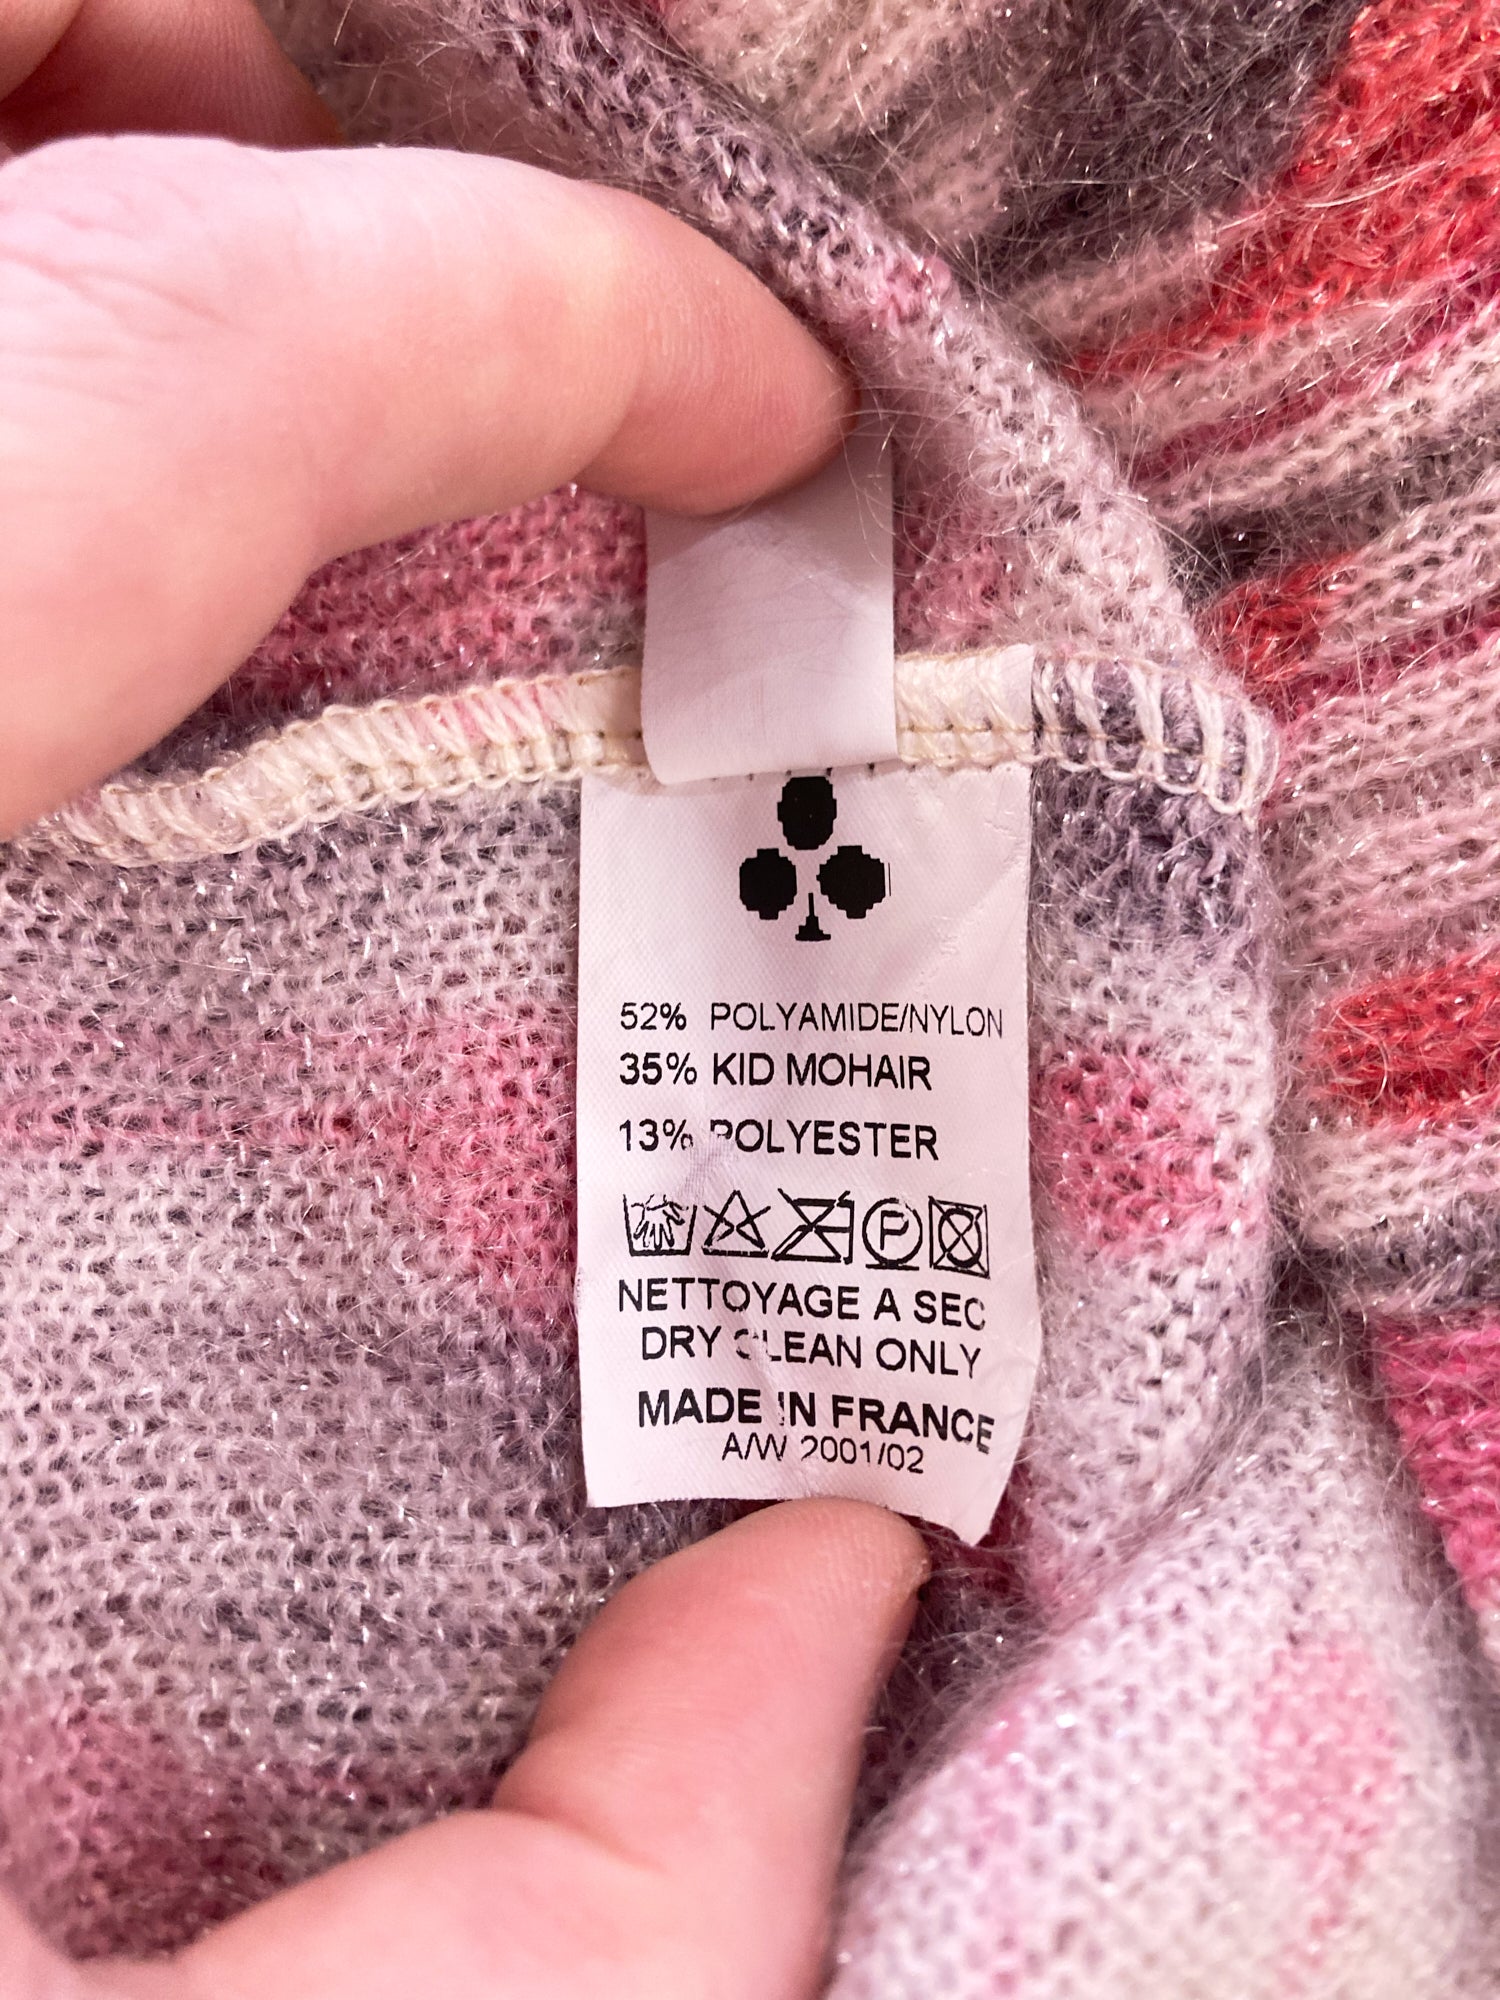 52% POLYAMIDE/NYLON
35% KID MOHAIR
13% POLYESTER
P
NETTOYAGE A SEC
DRY CLEAN ONLY
MADE IN FRANCE
A/W 2001/02